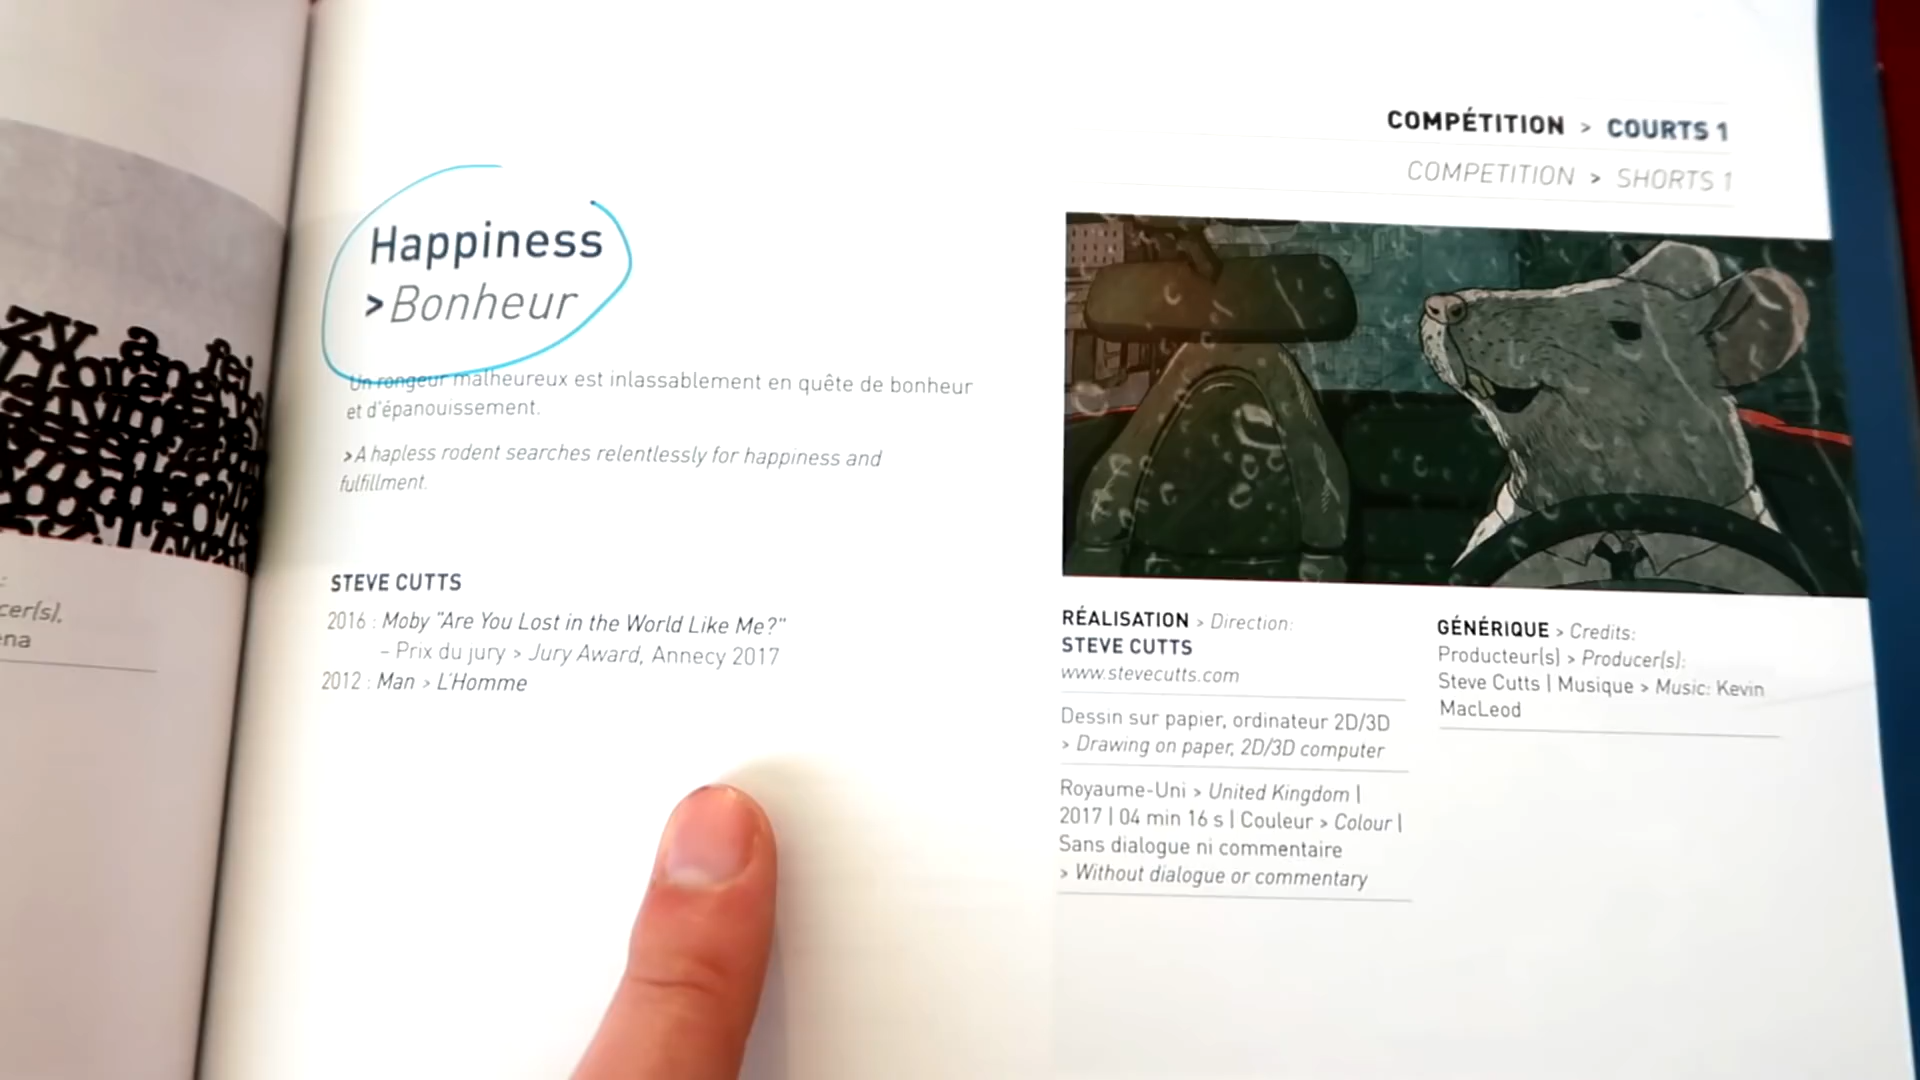 COMPÉTITION > COURTS 1
COMPETITION > SHORTS 1
Happiness
>Bonheur
Un rongeur malheureux est inlassablement en quête de bonheur
et d'épanouissement.
>A hapless rodent searches relentlessly for happiness and
fulfillment.
STEVE CUTTS
2016 : Moby "Are You Lost in the World Like Me?"
– Prix du jury > Jury Award, Annecy 2017
2012 : Man > L'Homme
RÉALISATION > Direction:
STEVE CUTTS
www.stevecutts.com
Dessin sur papier, ordinateur 2D/3D
> Drawing on paper, 2D/3D computer
Royaume-Uni > United Kingdom |
2017 | 04 min 16 s | Couleur > Colour |
Sans dialogue ni commentaire
> Without dialogue or commentary
GÉNÉRIQUE > Credits:
Producteur(s) > Producer(s):
Steve Cutts | Musique > Music: Kevin
MacLeod